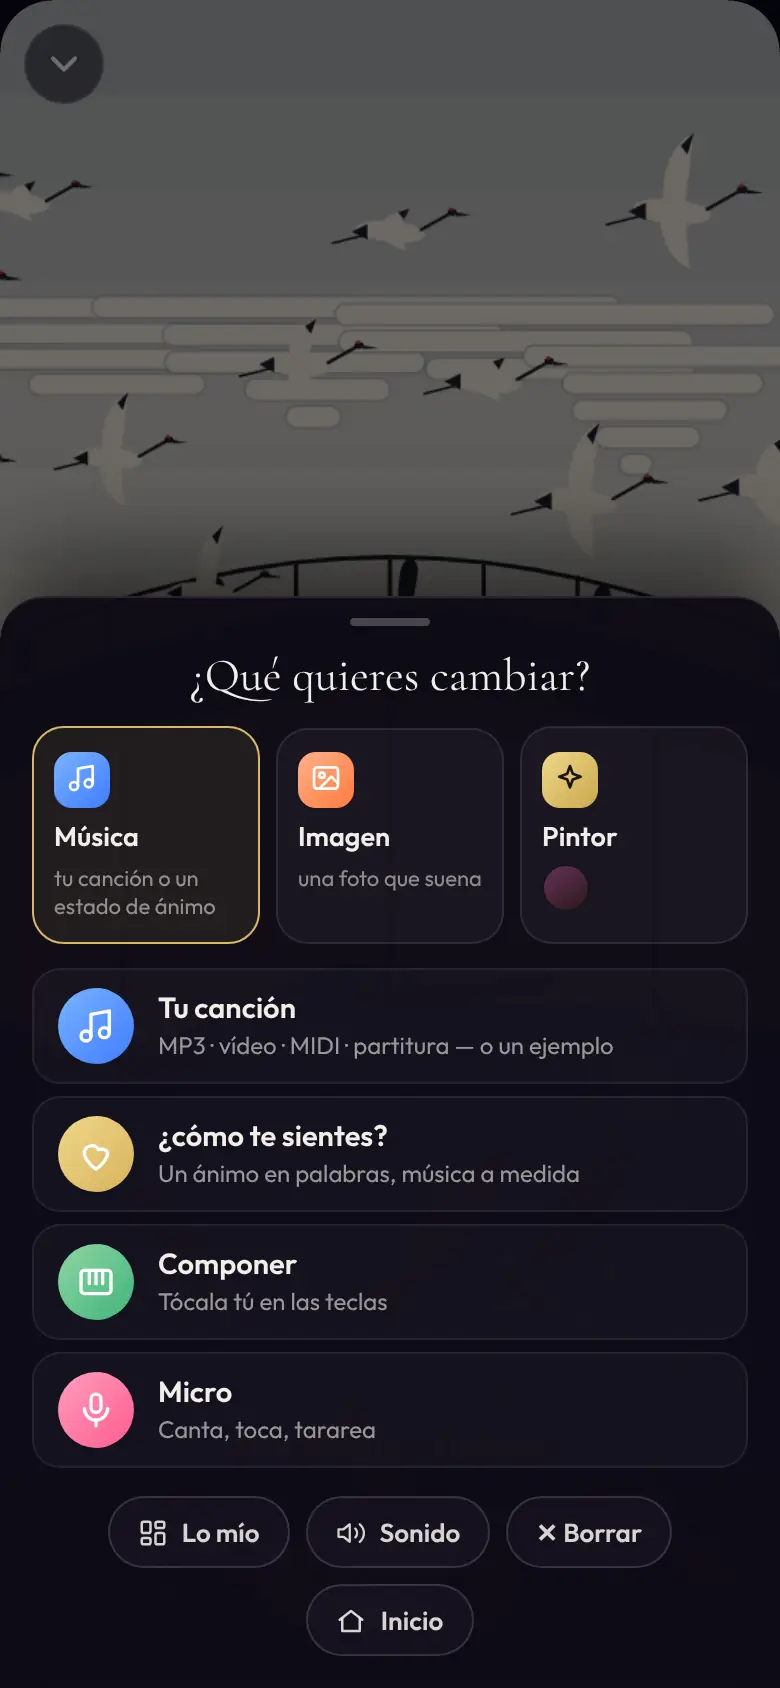 ¿Qué quieres cambiar?
Música
tu canción o un
estado de ánimo
Imagen
una foto que suena
Pintor
Tu canción
MP3 · vídeo · MIDI · partitura — o un ejemplo
¿cómo te sientes?
Un ánimo en palabras, música a medida
Componer
Tócala tú en las teclas
Micro
Canta, toca, tararea
Lo mío
Sonido
✕ Borrar
Inicio